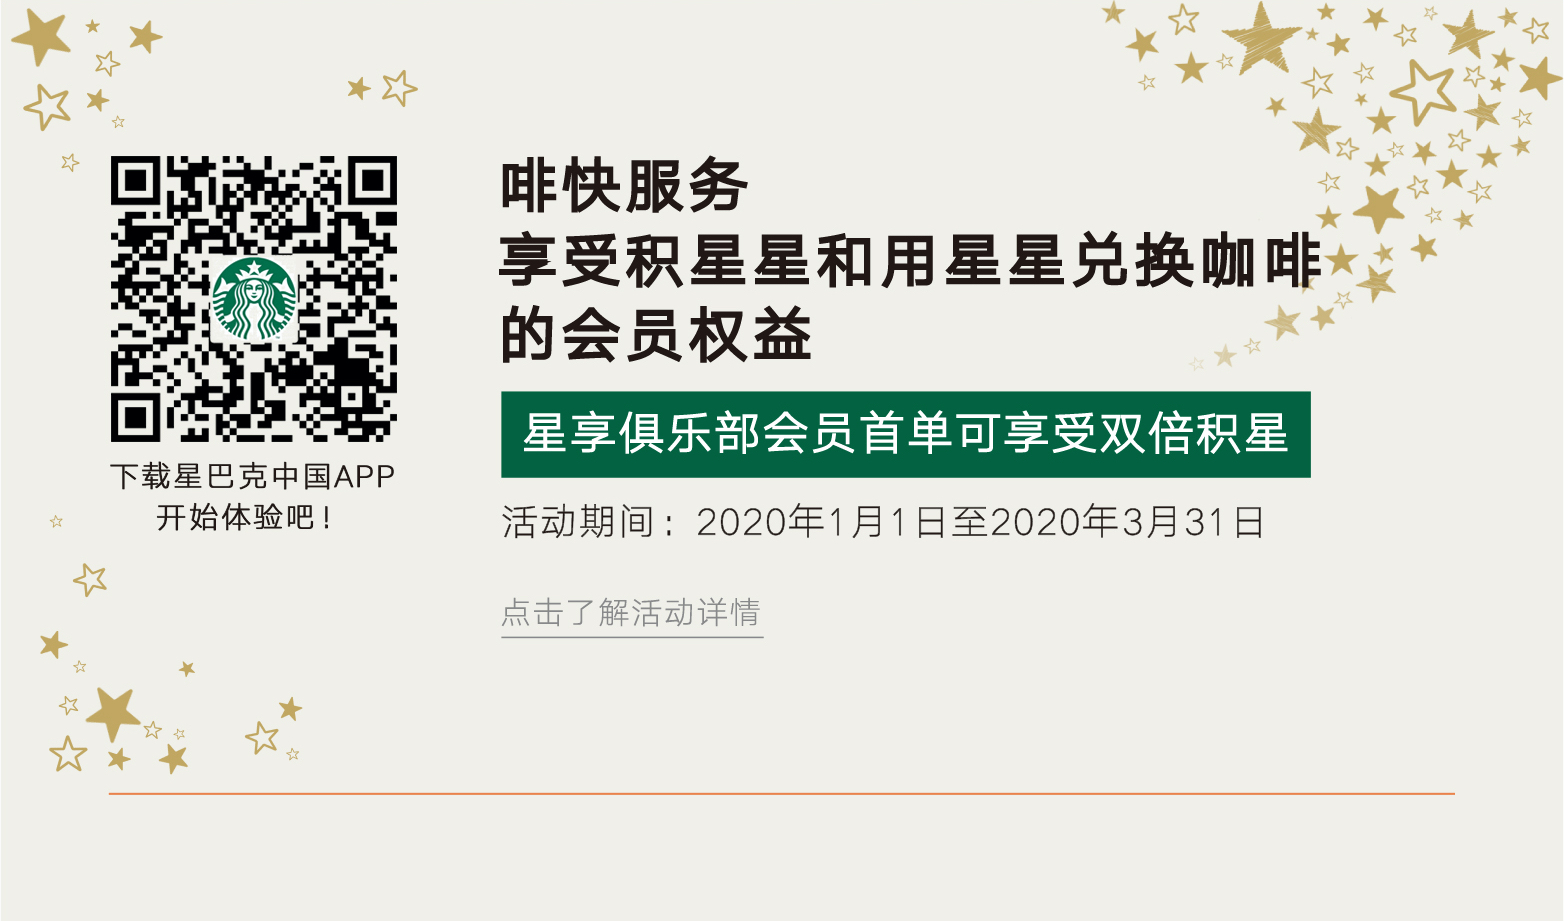 啡快服务
享受积星星和用星星兑换咖啡
的会员权益
星享俱乐部会员首单可享受双倍积星
活动期间：2020年1月1日至2020年3月31日
点击了解活动详情
下载星巴克中国APP
开始体验吧！